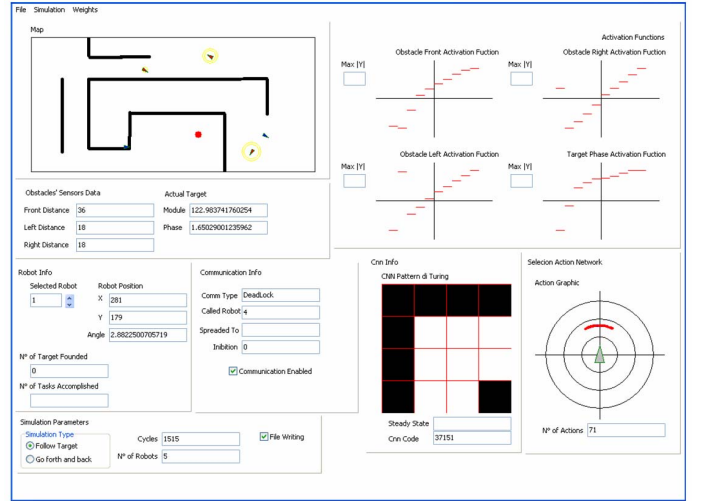 File Simulation Weights
Map
Activation Functions
Obstacle Front Activation Fuction
Obstacle Right Activation Fuction
Max |Y|
Max |Y|
Obstacle Left Activation Fuction
Target Phase Activation Fuction
Max |Y|
Max |Y|
Obstacles' Sensors Data
Actual Target
Front Distance 36
Module 122.983741760254
Left Distance 18
Phase 1.65029001235962
Right Distance 18
Robot Info
Selected Robot
1
Robot Position
X 281
Y 179
Angle 2.8822500705719
N° of Target Founded
0
N° of Tasks Accomplished
Communication Info
Comm Type DeadLock
Called Robot 4
Spreaded To
Inibition 0
Communication Enabled
Cnn Info
CNN Pattern di Turing
Steady State
Cnn Code 37151
Selecion Action Network
Action Graphic
N° of Actions 71
Simulation Parameters
Simulation Type
Follow Target
Go forth and back
Cycles 1515
N° of Robots 5
File Writing